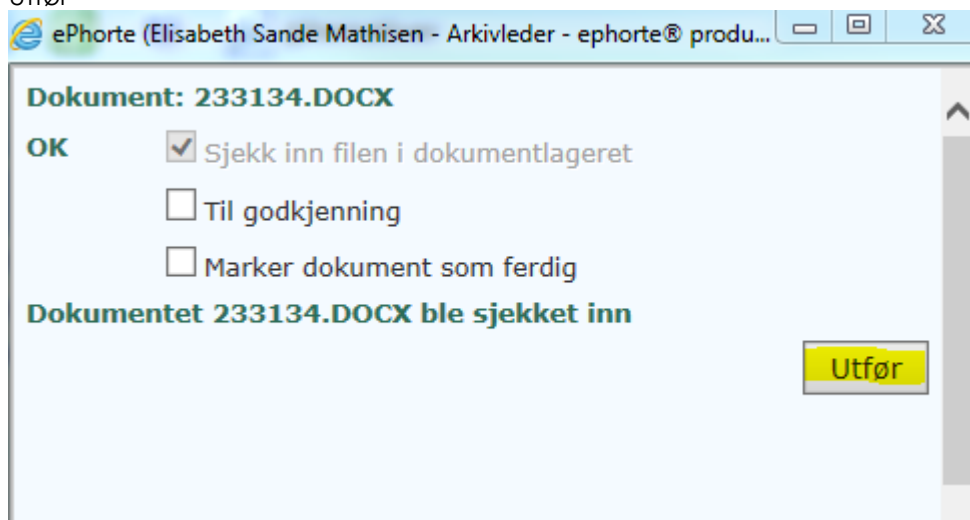 Utfør
ePhorte (Elisabeth Sande Mathisen - Arkivleder - ephorte® produ...
Dokument: 233134.DOCX
OK Sjekk inn filen i dokumentlageret
Til godkjenning
Marker dokument som ferdig
Dokumentet 233134.DOCX ble sjekket inn
Utfør